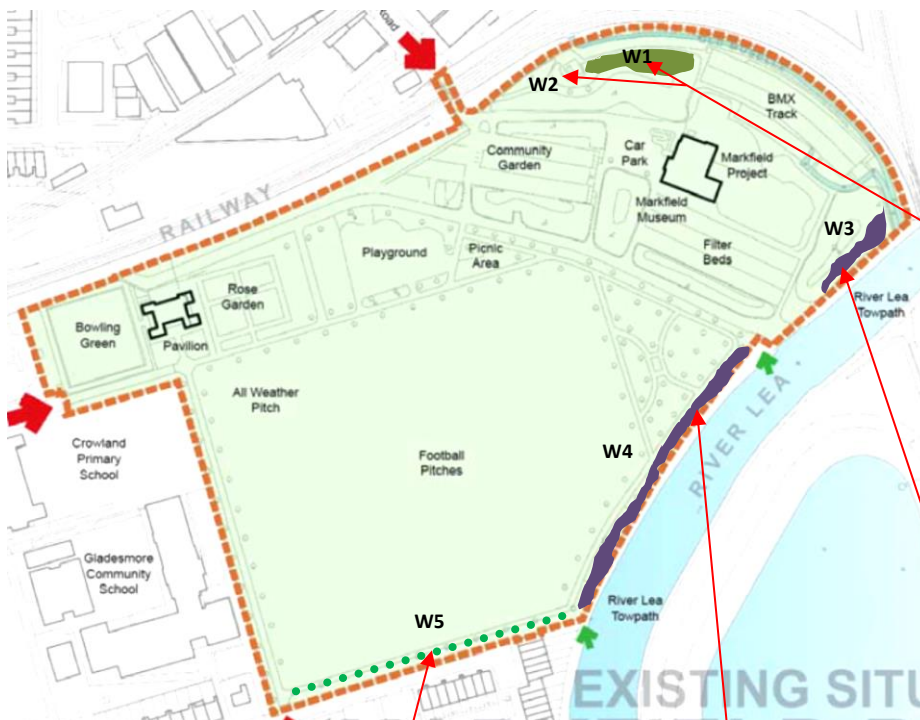 Road
W1
W2
BMX
Track
Community
Garden
Car
Park
Markfield
Project
Markfield
Museum
W3
RAILWAY
Playground
Picnic
Area
Filter
Beds
Rose
Garden
River Lea
Towpath
Bowling
Green
Pavilion
All Weather
Pitch
RIVER LEA
Crowland
Primary
School
Football
Pitches
W4
Gladesmore
Community
School
River Lea
Towpath
W5
EXISTING SITU